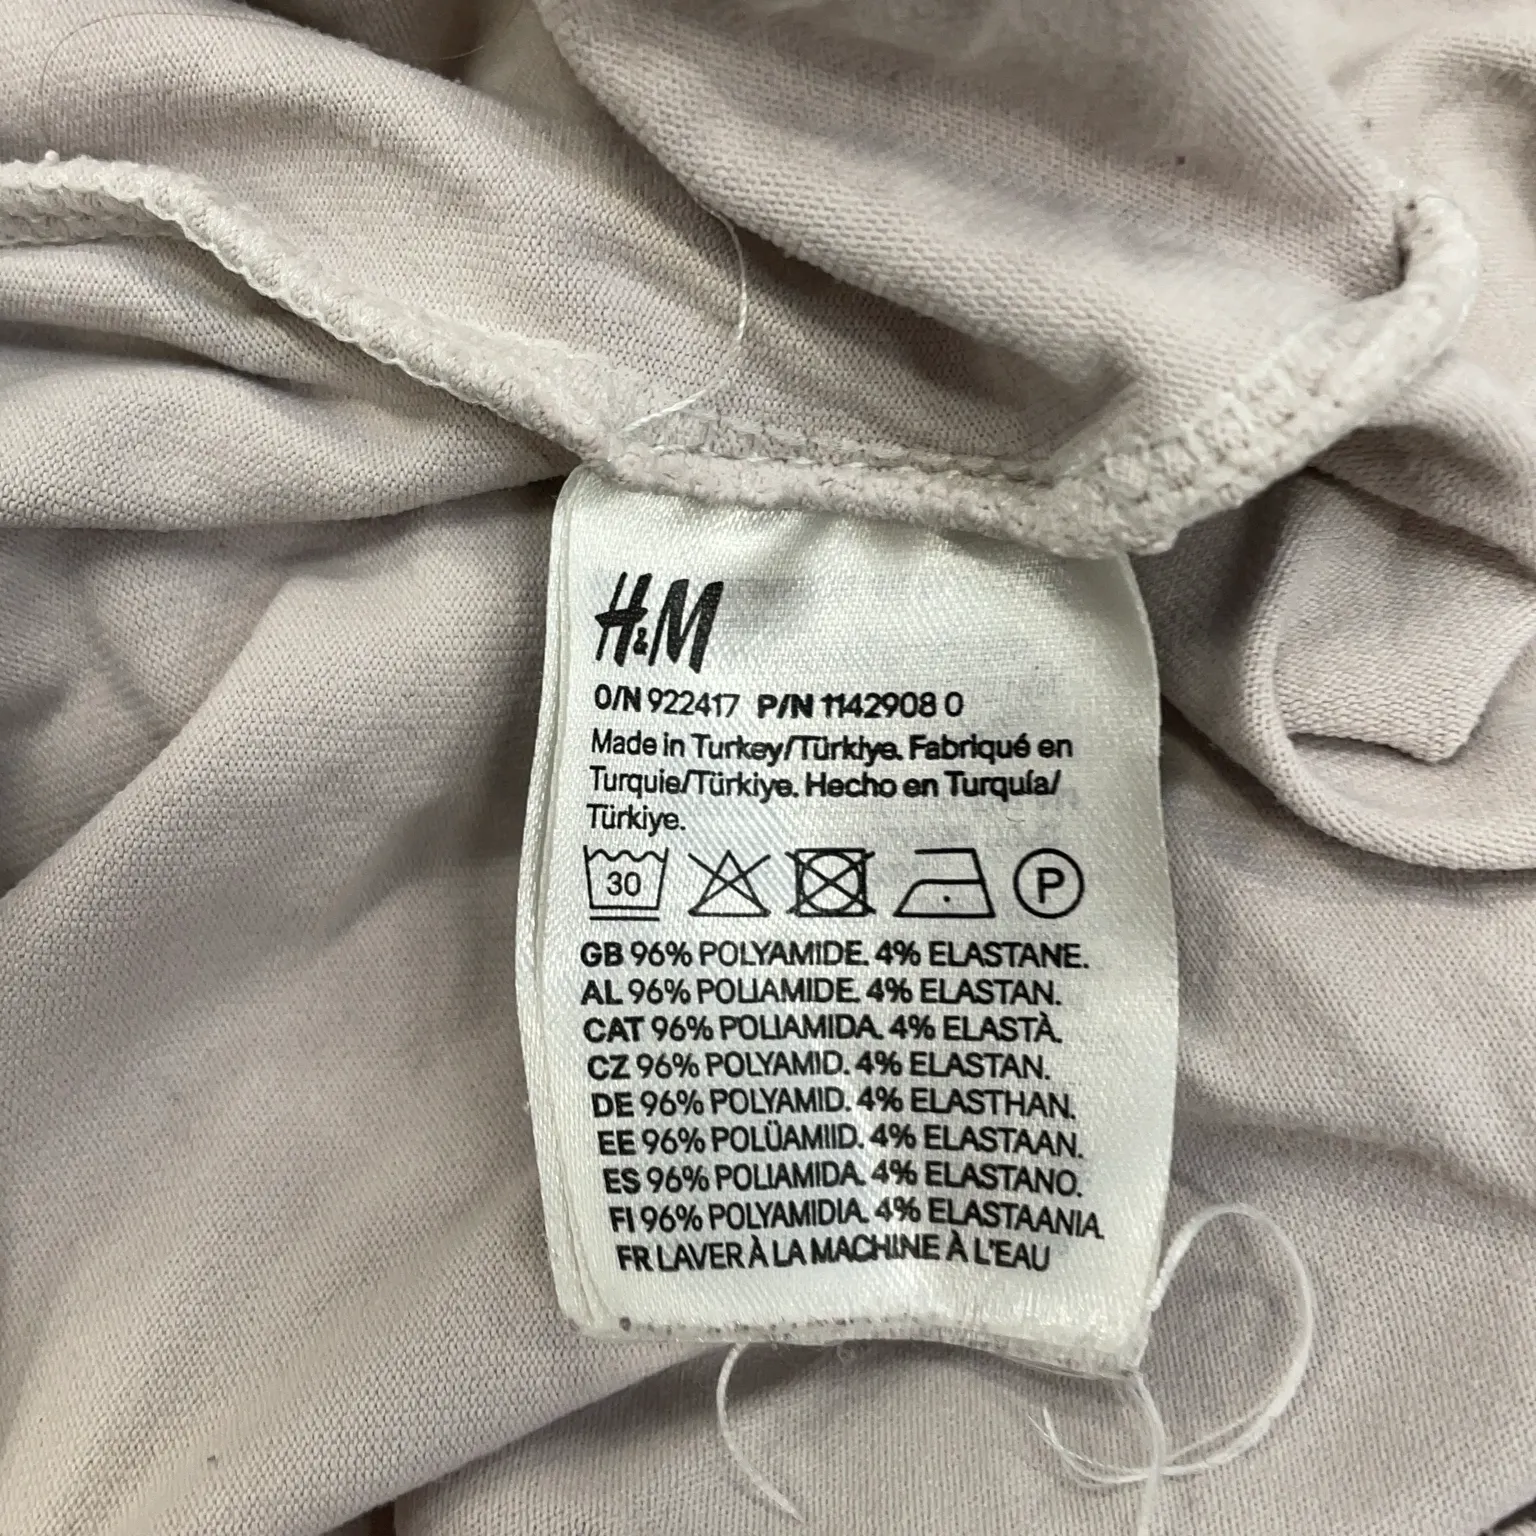 H&M
O/N 922417 P/N 1142908 0
Made in Turkey/Türkiye. Fabriqué en
Turquie/Türkiye. Hecho en Turquía/
Türkiye.
30 P
GB 96% POLYAMIDE. 4% ELASTANE.
AL 96% POLIAMIDE. 4% ELASTAN.
CAT 96% POLIAMIDA. 4% ELASTÀ.
CZ 96% POLYAMID. 4% ELASTAN.
DE 96% POLYAMID. 4% ELASTHAN.
EE 96% POLÜAMIID. 4% ELASTAAN.
ES 96% POLIAMIDA. 4% ELASTANO.
FI 96% POLYAMIDIA. 4% ELASTAANIA.
FR LAVER À LA MACHINE À L'EAU